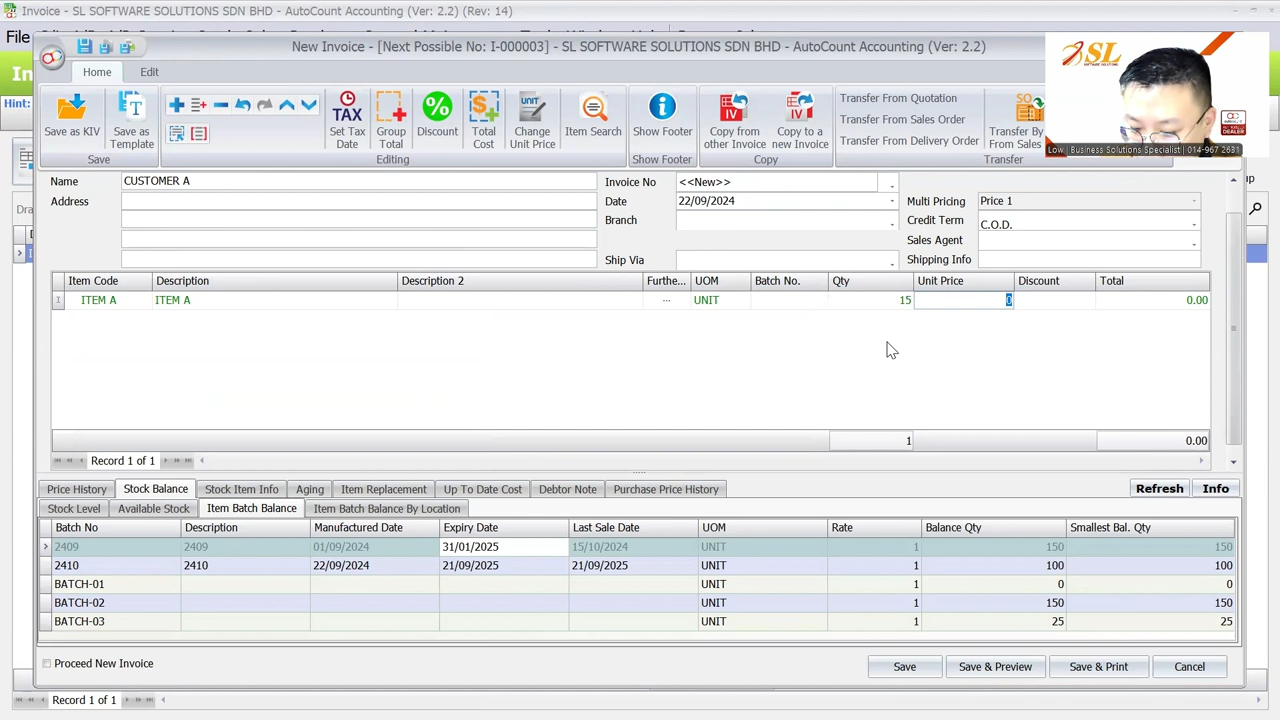 Invoice - SL SOFTWARE SOLUTIONS SDN BHD - AutoCount Accounting (Ver: 2.2) (Rev: 14)
File
New Invoice - [Next Possible No: I-000003] - SL SOFTWARE SOLUTIONS SDN BHD - AutoCount Accounting (Ver: 2.2)
Home Edit
Hint:
Save as KIV
Save as Template
Set Tax Date
Group Total
Discount
Total Cost
Change Unit Price
Item Search
Show Footer
Copy from other Invoice
Copy to a new Invoice
Transfer From Quotation
Transfer From Sales Order
Transfer From Delivery Order
Transfer By
From Sales
Save Editing Show Footer Copy Transfer
SL
SOFTWARE SOLUTIONS
Low | Business Solutions Specialist | 014-967 2631
Name CUSTOMER A Invoice No <<New>>
Address Date 22/09/2024 Multi Pricing Price 1
Branch Credit Term C.O.D.
Sales Agent
Ship Via Shipping Info
Item Code Description Description 2 Furthe... UOM Batch No. Qty Unit Price Discount Total
ITEM A ITEM A ... UNIT 15 0 0.00
1 0.00
Record 1 of 1
Price History Stock Balance Stock Item Info Aging Item Replacement Up To Date Cost Debtor Note Purchase Price History Refresh Info
Stock Level Available Stock Item Batch Balance Item Batch Balance By Location
Batch No Description Manufactured Date Expiry Date Last Sale Date UOM Rate Balance Qty Smallest Bal. Qty
2409 2409 01/09/2024 31/01/2025 15/10/2024 UNIT 1 150 150
2410 2410 22/09/2024 21/09/2025 21/09/2025 UNIT 1 100 100
BATCH-01 UNIT 1 0 0
BATCH-02 UNIT 1 150 150
BATCH-03 UNIT 1 25 25
Proceed New Invoice Save Save & Preview Save & Print Cancel
Record 1 of 1